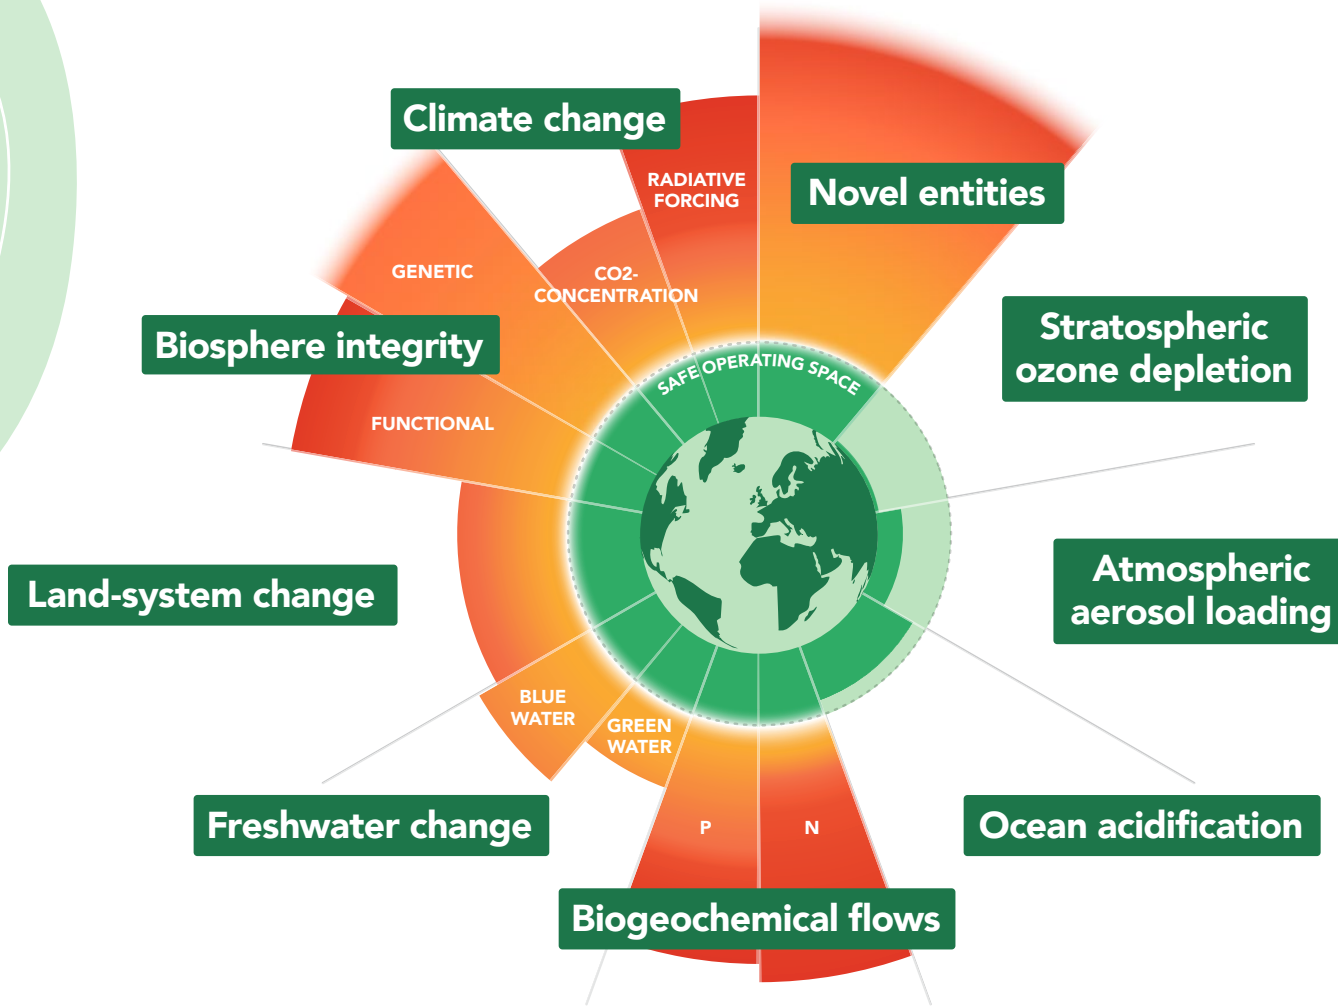 Climate change
RADIATIVE
FORCING
Novel entities
GENETIC
CO2-
CONCENTRATION
Biosphere integrity
SAFE OPERATING SPACE
Stratospheric
ozone depletion
FUNCTIONAL
Land-system change
Atmospheric
aerosol loading
BLUE
WATER
GREEN
WATER
Freshwater change
P
N
Ocean acidification
Biogeochemical flows